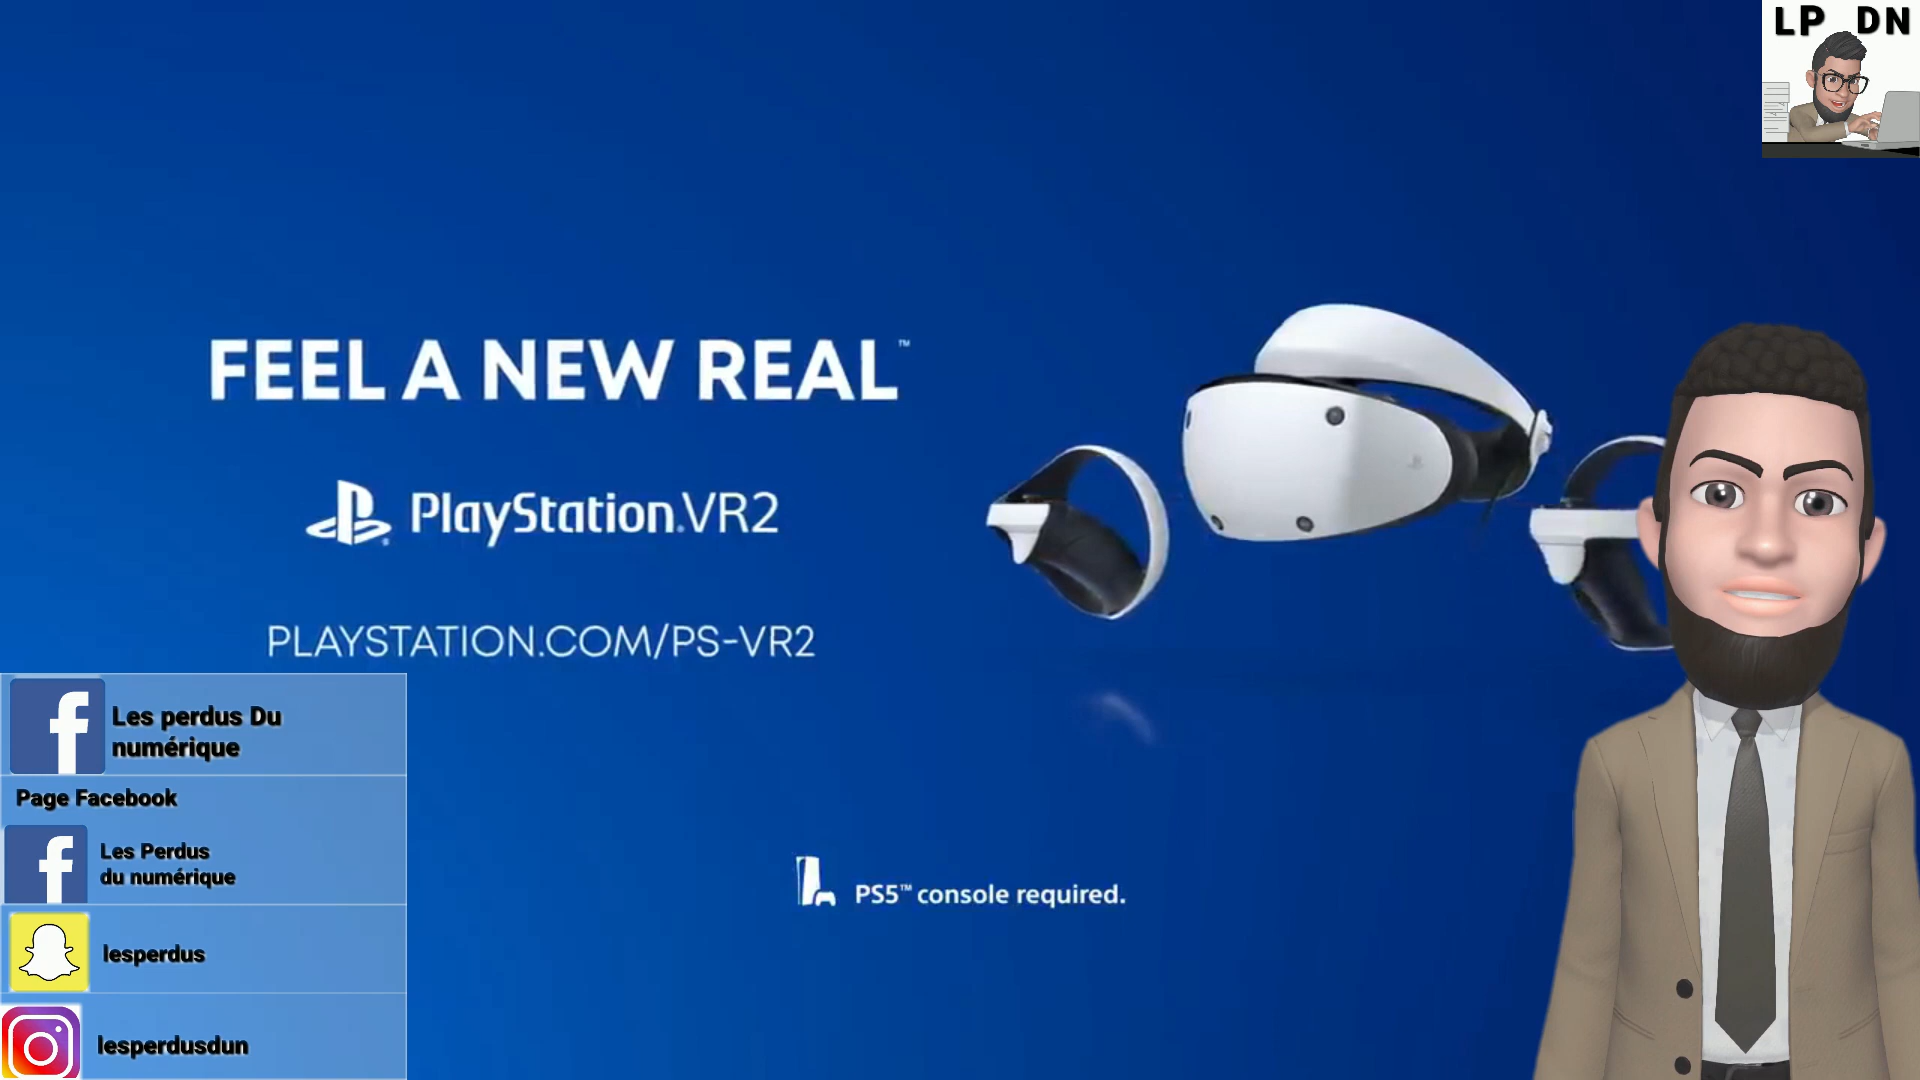 LP DN
FEEL A NEW REAL™
PlayStation®VR2
PLAYSTATION.COM/PS-VR2
Les perdus Du
numérique
Page Facebook
Les Perdus
du numérique
lesperdus
lesperdusdun
PS5™ console required.